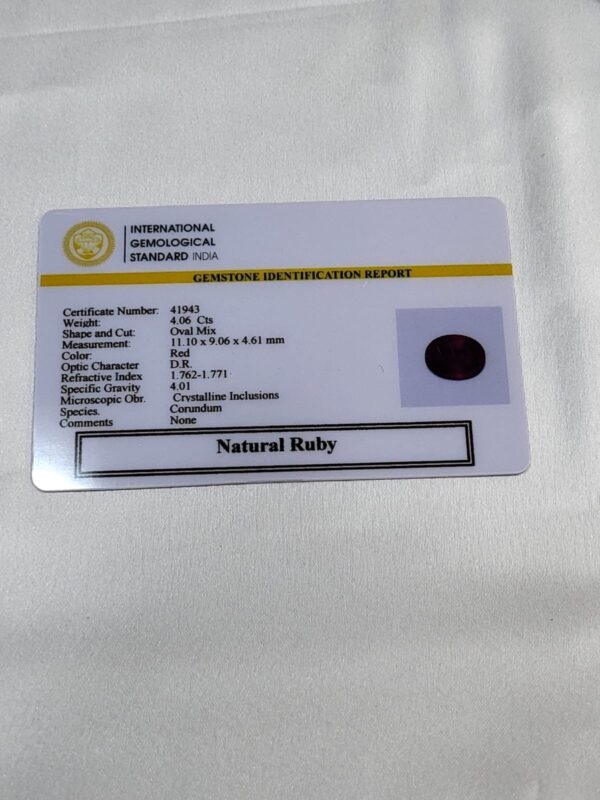 INTERNATIONAL
GEMOLOGICAL
STANDARD INDIA
GEMSTONE IDENTIFICATION REPORT
Certificate Number: 41943
Weight: 4.06 Cts
Shape and Cut: Oval Mix
Measurement: 11.10 x 9.06 x 4.61 mm
Color: Red
Optic Character D.R.
Refractive Index 1.762-1.771
Specific Gravity 4.01
Microscopic Obr. Crystalline Inclusions
Species. Corundum
Comments None
Natural Ruby